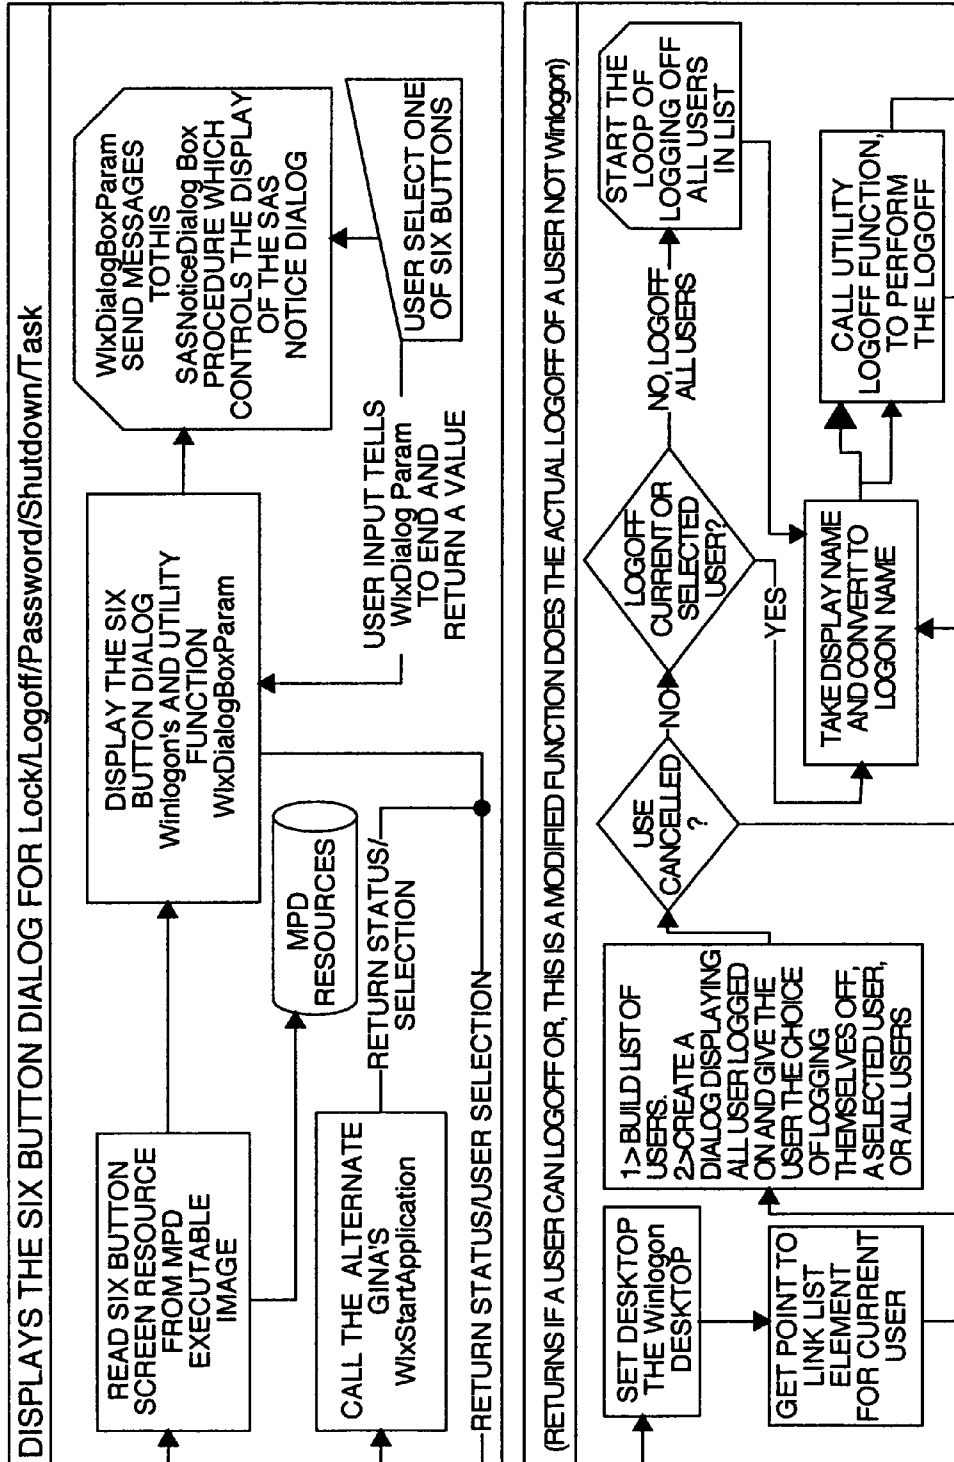 DISPLAYS THE SIX BUTTON DIALOG FOR Lock/Logoff/Password/Shutdown/Task
READ SIX BUTTON
SCREEN RESOURCE
FROM MPD
EXECUTABLE
IMAGE
DISPLAY THE SIX
BUTTON DIALOG
Winlogon's AND UTILITY
FUNCTION
WlxDialogBoxParam
WlxDialogBoxParam
SEND MESSAGES
TOTHIS
SASNoticeDialog Box
PROCEDURE WHICH
CONTROLS THE DISPLAY
OF THE SAS
NOTICE DIALOG
MPD
RESOURCES
USER INPUT TELLS
WlxDialog Param
TO END AND
RETURN A VALUE
USER SELECT ONE
OF SIX BUTTONS
CALL THE ALTERNATE
GINA'S
WlxStartApplication
RETURN STATUS/
SELECTION
RETURN STATUS/USER SELECTION
(RETURNS IF A USER CAN LOGOFF OR, THIS IS A MODIFIED FUNCTION DOES THE ACTUAL LOGOFF OF A USER NOT Winlogon)
SET DESKTOP
THE Winlogon
DESKTOP
GET POINT TO
LINK LIST
ELEMENT
FOR CURRENT
USER
1> BUILD LIST OF
USERS.
2>CREATE A
DIALOG DISPLAYING
ALL USER LOGGED
ON AND GIVE THE
USER THE CHOICE
OF LOGGING
THEMSELVES OFF,
A SELECTED USER,
OR ALL USERS
USE
CANCELLED
?
NO
LOGOFF
CURRENT OR
SELECTED
USER?
NO, LOGOFF
ALL USERS
START THE
LOOP OF
LOGGING OFF
ALL USERS
IN LIST
YES
TAKE DISPLAY NAME
AND CONVERT TO
LOGON NAME
CALL UTILITY
LOGOFF FUNCTION,
TO PERFORM
THE LOGOFF